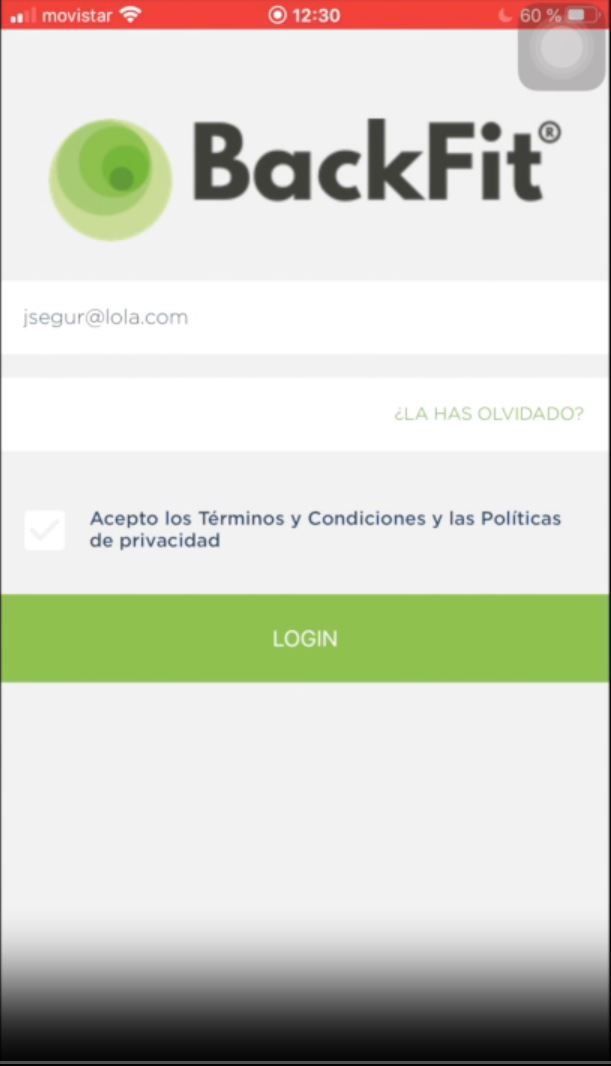 movistar 12:30 60 %
BackFit®
jsegur@lola.com
¿LA HAS OLVIDADO?
Acepto los Términos y Condiciones y las Políticas
de privacidad
LOGIN